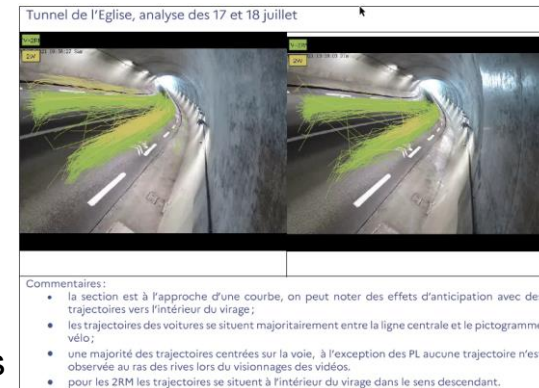 Tunnel de l'Eglise, analyse des 17 et 18 juillet
2W
2W
Commentaires:
• la section est à l'approche d'une courbe, on peut noter des effets d'anticipation avec des
trajectoires vers l'intérieur du virage;
• les trajectoires des voitures se situent majoritairement entre la ligne centrale et le pictogramme
vélo;
• une majorité des trajectoires centrées sur la voie, à l'exception des PL aucune trajectoire n'est
observée au ras des rives lors du visionnages des vidéos.
• pour les 2RM les trajectoires se situent à l'intérieur du virage dans le sens descendant.
s